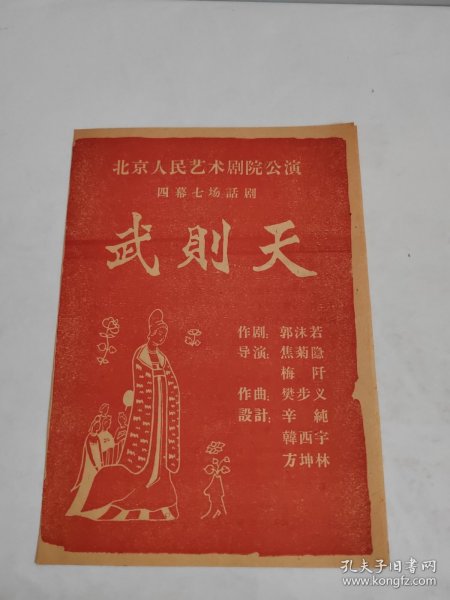 北京人民艺术剧院公演
四幕七场話剧
武則天
作剧：郭沫若
导演：焦菊隐
梅阡
作曲：樊步义
設計：辛純
韓西宇
方坤林
孔夫子旧书网
www.kongfz.com